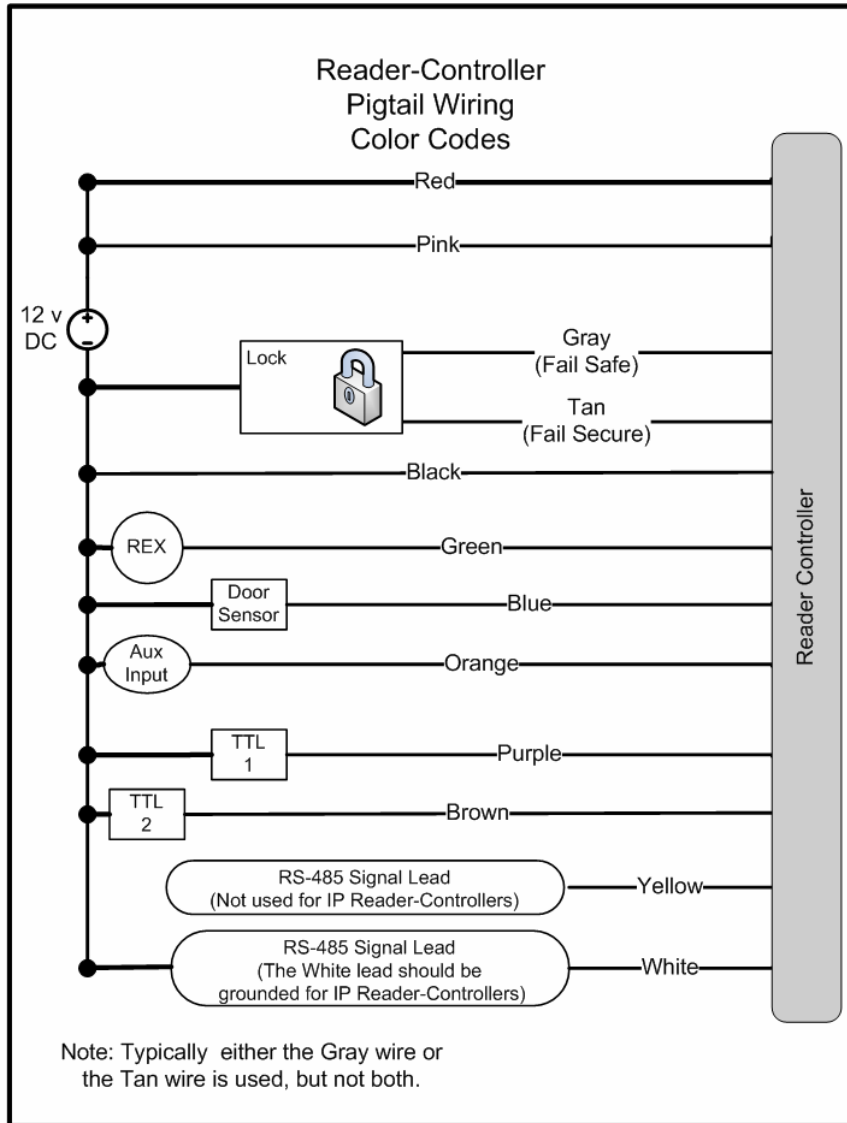 Reader-Controller
Pigtail Wiring
Color Codes
Red
Pink
12 v
DC
+
−
Lock
Gray
(Fail Safe)
Tan
(Fail Secure)
Black
REX
Green
Door
Sensor
Blue
Aux
Input
Orange
TTL
1
Purple
TTL
2
Brown
RS-485 Signal Lead
(Not used for IP Reader-Controllers)
Yellow
RS-485 Signal Lead
(The White lead should be
grounded for IP Reader-Controllers)
White
Reader Controller
Note: Typically either the Gray wire or
the Tan wire is used, but not both.